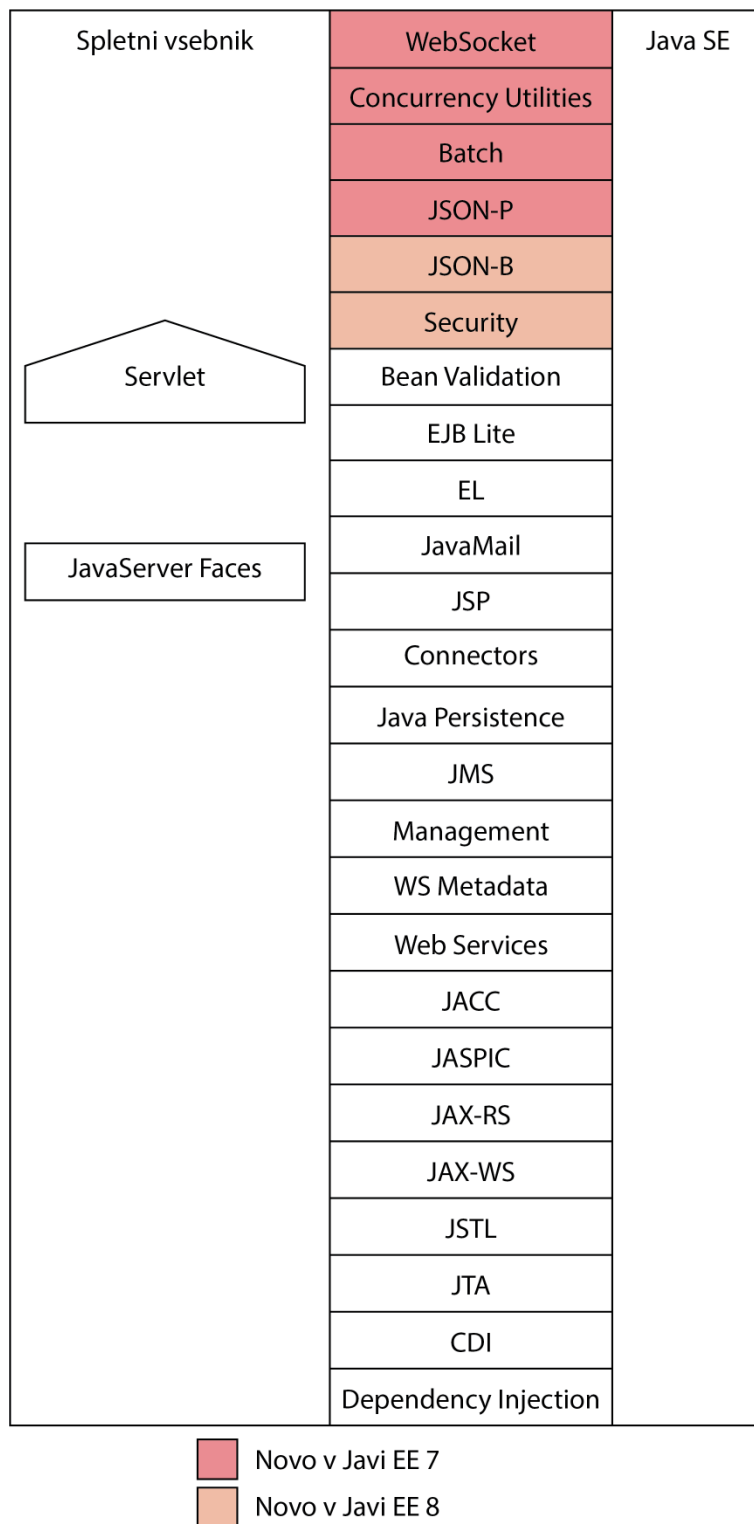 Spletni vsebnik
WebSocket
Java SE
Concurrency Utilities
Batch
JSON-P
JSON-B
Security
Servlet
Bean Validation
EJB Lite
EL
JavaMail
JavaServer Faces
JSP
Connectors
Java Persistence
JMS
Management
WS Metadata
Web Services
JACC
JASPIC
JAX-RS
JAX-WS
JSTL
JTA
CDI
Dependency Injection
Novo v Javi EE 7
Novo v Javi EE 8